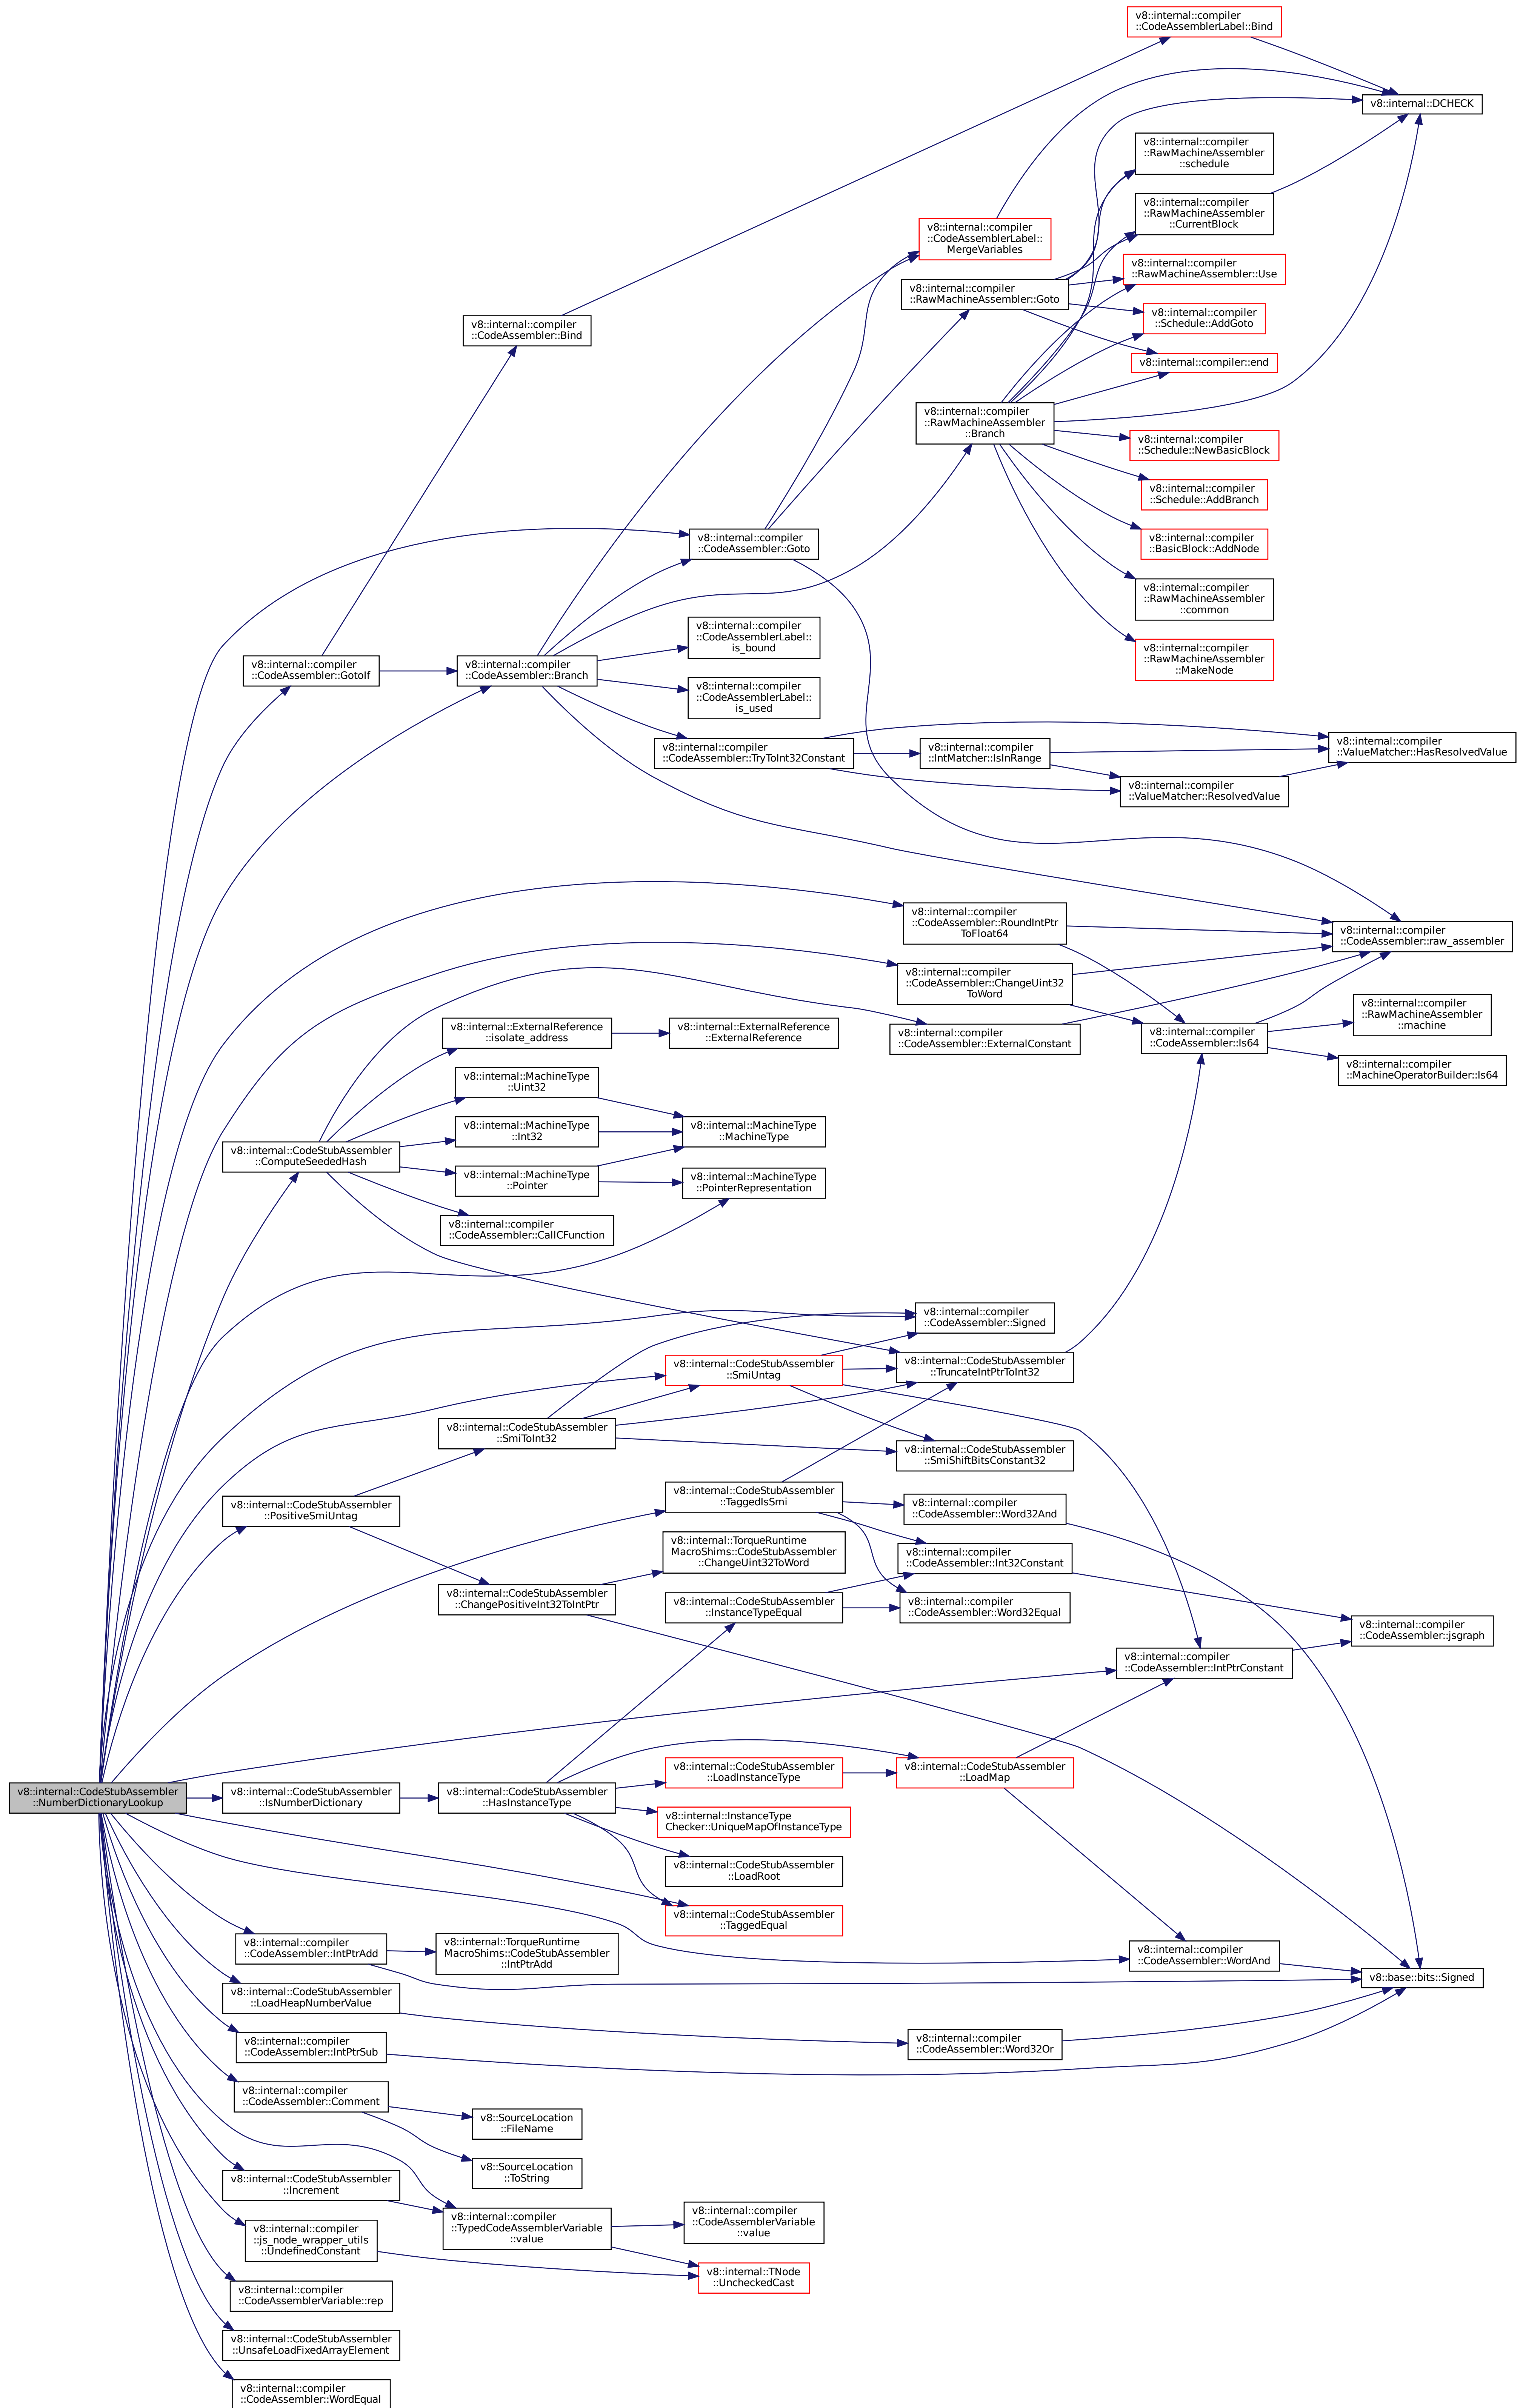 v8::internal::compiler
::CodeAssemblerLabel::Bind
v8::internal::DCHECK
v8::internal::compiler
::RawMachineAssembler
::schedule
v8::internal::compiler
::RawMachineAssembler
::CurrentBlock
v8::internal::compiler
::CodeAssemblerLabel::
MergeVariables
v8::internal::compiler
::RawMachineAssembler::Use
v8::internal::compiler
::RawMachineAssembler::Goto
v8::internal::compiler
::Schedule::AddGoto
v8::internal::compiler
::CodeAssembler::Bind
v8::internal::compiler::end
v8::internal::compiler
::RawMachineAssembler
::Branch
v8::internal::compiler
::Schedule::NewBasicBlock
v8::internal::compiler
::Schedule::AddBranch
v8::internal::compiler
::CodeAssembler::Goto
v8::internal::compiler
::BasicBlock::AddNode
v8::internal::compiler
::RawMachineAssembler
::common
v8::internal::compiler
::CodeAssemblerLabel::
is_bound
v8::internal::compiler
::RawMachineAssembler
::MakeNode
v8::internal::compiler
::CodeAssembler::GotoIf
v8::internal::compiler
::CodeAssembler::Branch
v8::internal::compiler
::CodeAssemblerLabel::
is_used
v8::internal::compiler
::CodeAssembler::TryToInt32Constant
v8::internal::compiler
::IntMatcher::IsInRange
v8::internal::compiler
::ValueMatcher::HasResolvedValue
v8::internal::compiler
::ValueMatcher::ResolvedValue
v8::internal::compiler
::CodeAssembler::RoundIntPtr
ToFloat64
v8::internal::compiler
::CodeAssembler::raw_assembler
v8::internal::compiler
::CodeAssembler::ChangeUint32
ToWord
v8::internal::ExternalReference
::isolate_address
v8::internal::ExternalReference
::ExternalReference
v8::internal::compiler
::CodeAssembler::ExternalConstant
v8::internal::compiler
::CodeAssembler::Is64
v8::internal::compiler
::RawMachineAssembler
::machine
v8::internal::compiler
::MachineOperatorBuilder::Is64
v8::internal::MachineType
::Uint32
v8::internal::MachineType
::Int32
v8::internal::MachineType
::MachineType
v8::internal::CodeStubAssembler
::ComputeSeededHash
v8::internal::MachineType
::Pointer
v8::internal::MachineType
::PointerRepresentation
v8::internal::compiler
::CodeAssembler::CallCFunction
v8::internal::compiler
::CodeAssembler::Signed
v8::internal::CodeStubAssembler
::SmiUntag
v8::internal::CodeStubAssembler
::TruncateIntPtrToInt32
v8::internal::CodeStubAssembler
::SmiToInt32
v8::internal::CodeStubAssembler
::SmiShiftBitsConstant32
v8::internal::CodeStubAssembler
::PositiveSmiUntag
v8::internal::CodeStubAssembler
::TaggedIsSmi
v8::internal::compiler
::CodeAssembler::Word32And
v8::internal::TorqueRuntime
MacroShims::CodeStubAssembler
::ChangeUint32ToWord
v8::internal::compiler
::CodeAssembler::Int32Constant
v8::internal::CodeStubAssembler
::ChangePositiveInt32ToIntPtr
v8::internal::CodeStubAssembler
::InstanceTypeEqual
v8::internal::compiler
::CodeAssembler::Word32Equal
v8::internal::compiler
::CodeAssembler::jsgraph
v8::internal::compiler
::CodeAssembler::IntPtrConstant
v8::internal::CodeStubAssembler
::NumberDictionaryLookup
v8::internal::CodeStubAssembler
::IsNumberDictionary
v8::internal::CodeStubAssembler
::HasInstanceType
v8::internal::CodeStubAssembler
::LoadInstanceType
v8::internal::CodeStubAssembler
::LoadMap
v8::internal::InstanceType
Checker::UniqueMapOfInstanceType
v8::internal::CodeStubAssembler
::LoadRoot
v8::internal::CodeStubAssembler
::TaggedEqual
v8::internal::compiler
::CodeAssembler::IntPtrAdd
v8::internal::TorqueRuntime
MacroShims::CodeStubAssembler
::IntPtrAdd
v8::internal::compiler
::CodeAssembler::WordAnd
v8::base::bits::Signed
v8::internal::CodeStubAssembler
::LoadHeapNumberValue
v8::internal::compiler
::CodeAssembler::Word32Or
v8::internal::compiler
::CodeAssembler::IntPtrSub
v8::internal::compiler
::CodeAssembler::Comment
v8::SourceLocation
::FileName
v8::SourceLocation
::ToString
v8::internal::CodeStubAssembler
::Increment
v8::internal::compiler
::TypedCodeAssemblerVariable
::value
v8::internal::compiler
::CodeAssemblerVariable
::value
v8::internal::compiler
::js_node_wrapper_utils
::UndefinedConstant
v8::internal::TNode
::UncheckedCast
v8::internal::compiler
::CodeAssemblerVariable::rep
v8::internal::CodeStubAssembler
::UnsafeLoadFixedArrayElement
v8::internal::compiler
::CodeAssembler::WordEqual